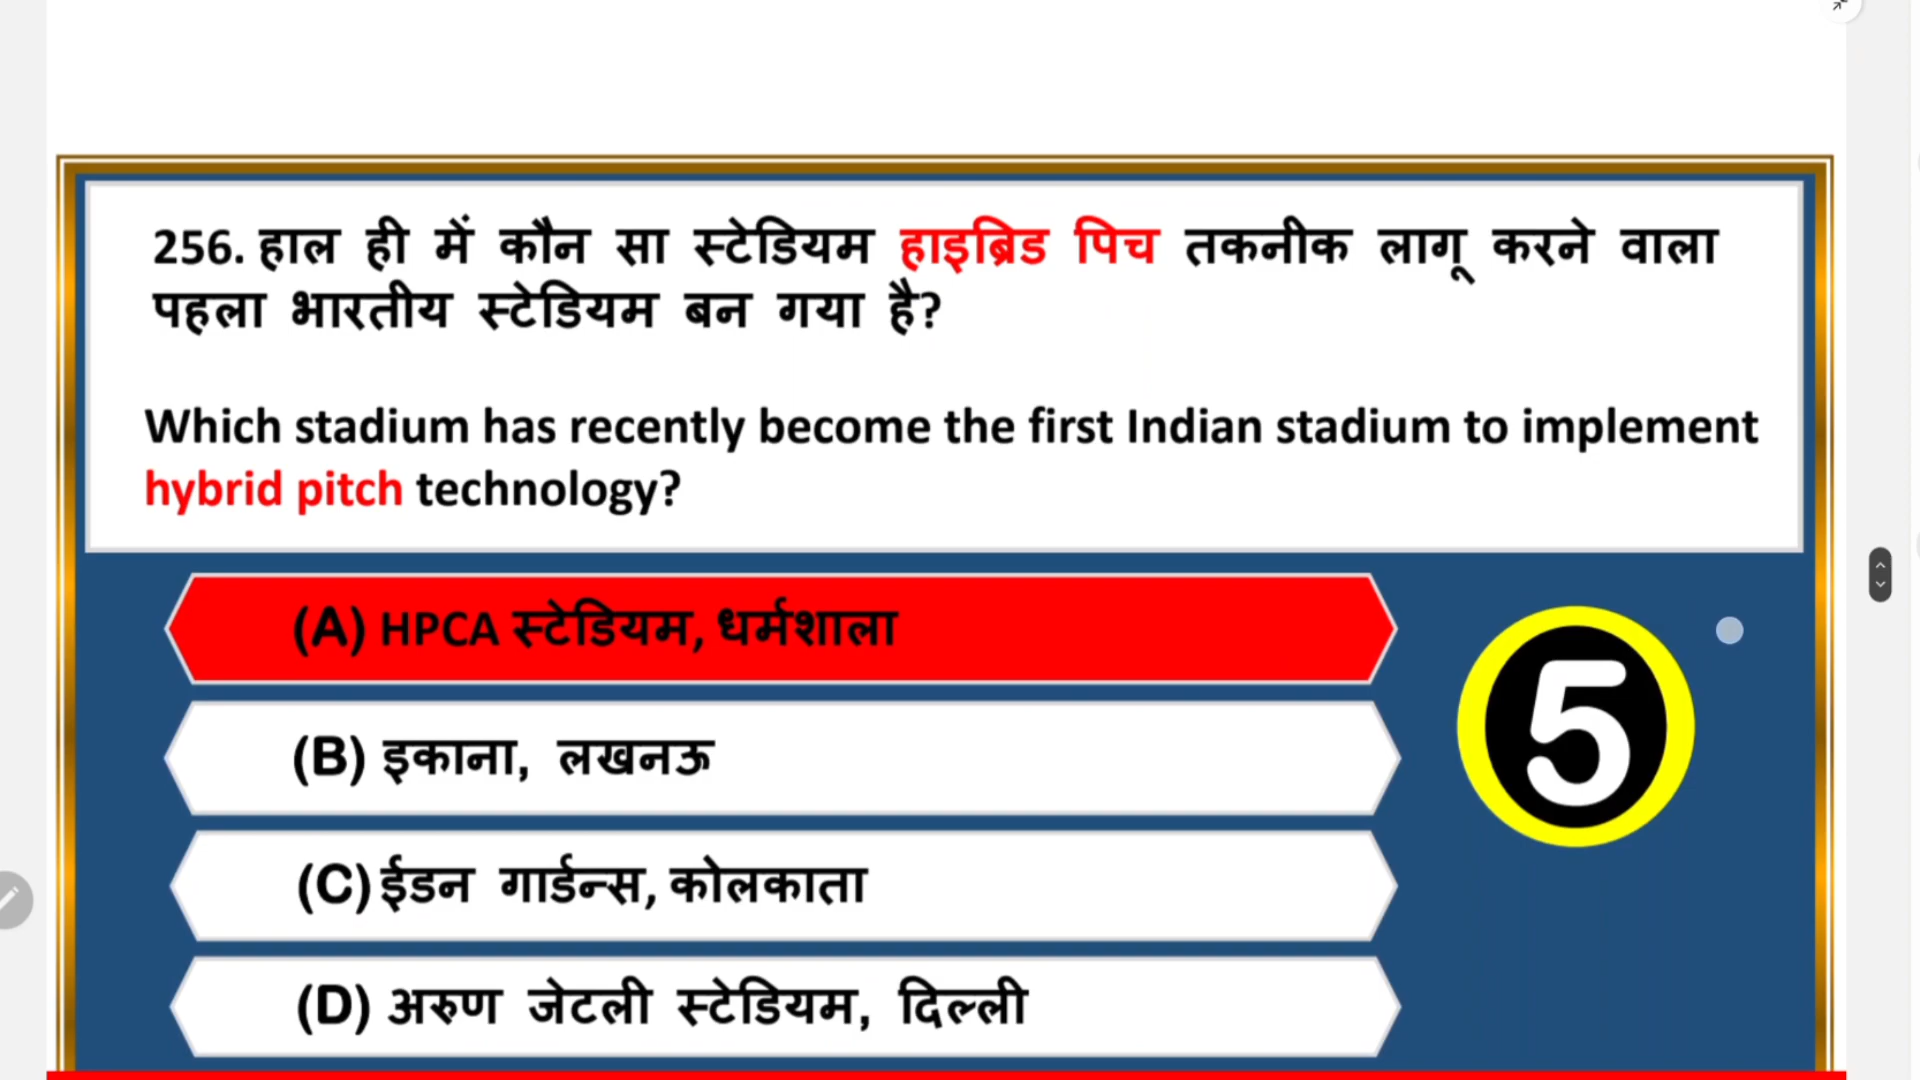 256. हाल ही में कौन सा स्टेडियम हाइब्रिड पिच तकनीक लागू करने वाला
पहला भारतीय स्टेडियम बन गया है?
Which stadium has recently become the first Indian stadium to implement
hybrid pitch technology?
(A) HPCA स्टेडियम, धर्मशाला
(B) इकाना, लखनऊ
(C) ईडन गार्डन्स, कोलकाता
(D) अरुण जेटली स्टेडियम, दिल्ली
5